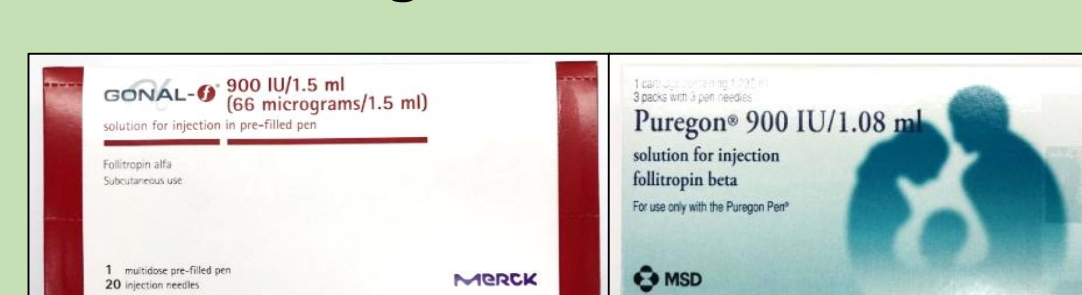 GONAL-f® 900 IU/1.5 ml
(66 micrograms/1.5 ml)
solution for injection in pre-filled pen
Follitropin alfa
Subcutaneous use
1 multidose pre-filled pen
20 injection needles
MERCK
3 packs with 3 pen needles
Puregon® 900 IU/1.08 ml
solution for injection
follitropin beta
For use only with the Puregon Pen®
MSD